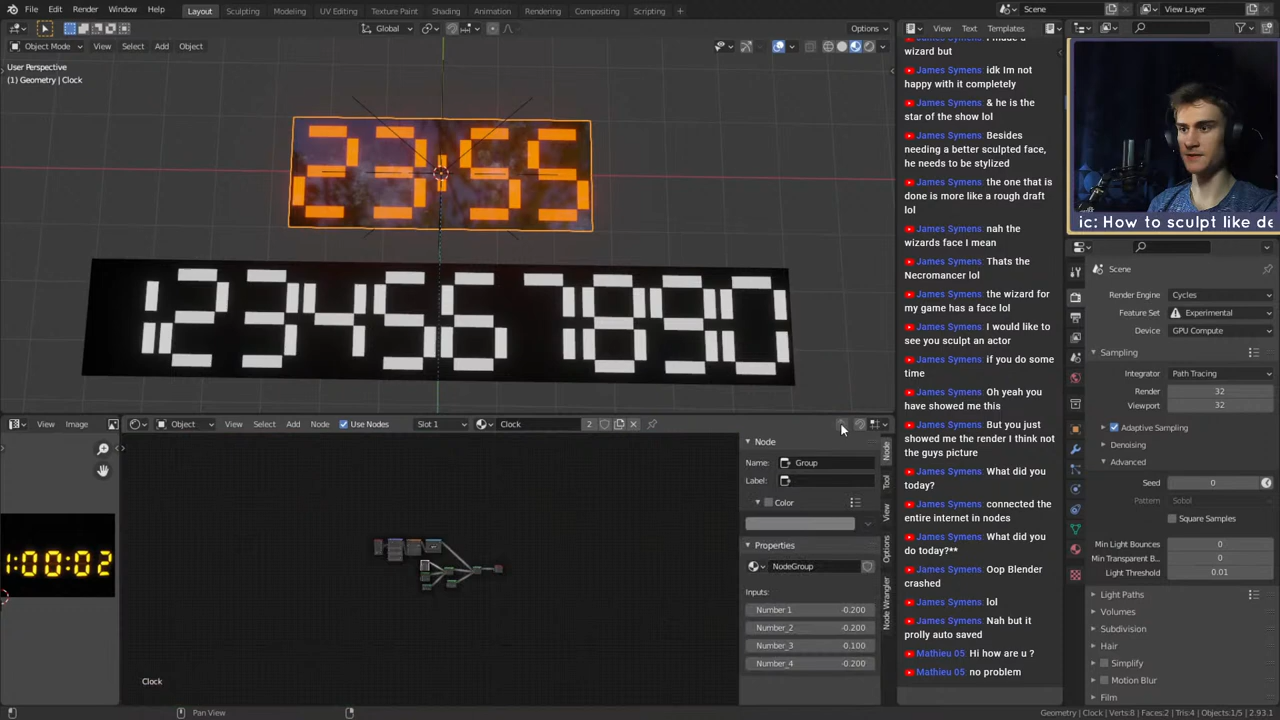 File Edit Render Window Help
Layout Sculpting Modeling UV Editing Texture Paint Shading Animation Rendering Compositing Scripting +
Scene
View Layer
Global
Options
Object Mode View Select Add Object
User Perspective
(1) Geometry | Clock
23:55
1234567890
View Text Templates
wizard but
James Symens idk Im not
happy with it completely
James Symens & he is the
star of the show lol
James Symens Besides
needing a better sculpted face,
he needs to be stylized
James Symens the one that is
done is more like a rough draft
lol
James Symens nah the
wizards face I mean
James Symens Thats the
Necromancer lol
James Symens the wizard for
my game has a face lol
James Symens I would like to
see you sculpt an actor
James Symens if you do some
time
James Symens Oh yeah you
have showed me this
James Symens But you just
showed me the render I think not
the guys picture
James Symens What did you
today?
James Symens connected the
entire internet in nodes
James Symens What did you
do today?**
James Symens Oop Blender
crashed
James Symens lol
James Symens Nah but it
prolly auto saved
Mathieu 05 Hi how are u ?
Mathieu 05 no problem
ic: How to sculpt like de
Scene
Render Engine Cycles
Feature Set Experimental
Device GPU Compute
Sampling
Integrator Path Tracing
Render 32
Viewport 32
Adaptive Sampling
Denoising
Advanced
Seed 0
Pattern Sobol
Square Samples
Min Light Bounces 0
Min Transparent B... 0
Light Threshold 0.01
Light Paths
Volumes
Subdivision
Hair
Simplify
Motion Blur
Film
View Image
1:00:02
Object View Select Add Node Use Nodes Slot 1 Clock 2
Node
Name: Group
Label:
Color
Properties
NodeGroup
Inputs:
Number 1 -0.200
Number_2 -0.200
Number_3 0.100
Number_4 -0.200
Node
Tool
View
Options
Node Wrangler
Clock
Pan View
Geometry | Clock Verts:8 Faces:2 Tris:4 Objects:1/5 2.93.1